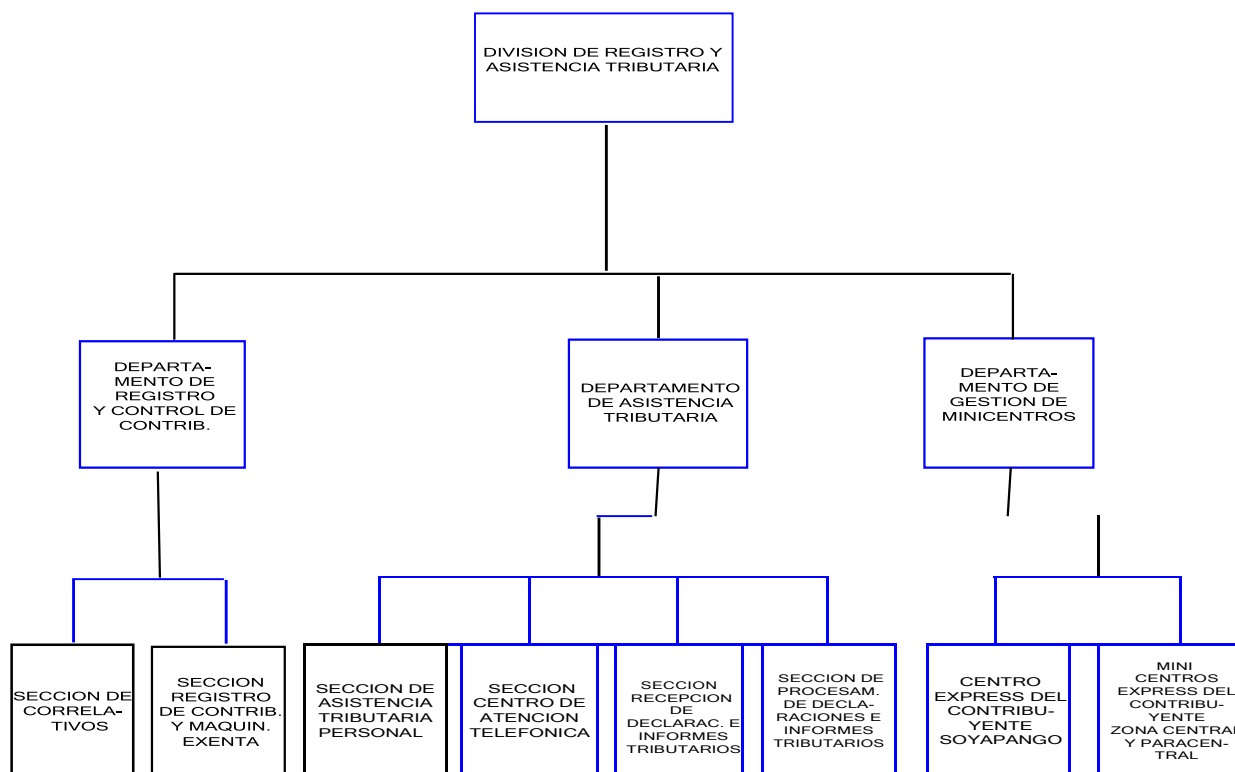 DIVISION DE REGISTRO Y
ASISTENCIA TRIBUTARIA
DEPARTA-
MENTO DE
REGISTRO
Y CONTROL DE
CONTRIB.
DEPARTAMENTO
DE ASISTENCIA
TRIBUTARIA
DEPARTA-
MENTO DE
GESTION DE
MINICENTROS
SECCION DE
CORRELA-
TIVOS
SECCION
REGISTRO
DE CONTRIB.
Y MAQUIN.
EXENTA
SECCION DE
ASISTENCIA
TRIBUTARIA
PERSONAL
SECCION
CENTRO DE
ATENCION
TELEFONICA
SECCION
RECEPCION
DE
DECLARAC. E
INFORMES
TRIBUTARIOS
SECCION DE
PROCESAM.
DE DECLA-
RACIONES E
INFORMES
TRIBUTARIOS
CENTRO
EXPRESS DEL
CONTRIBU-
YENTE
SOYAPANGO
MINI
CENTROS
EXPRESS DEL
CONTRIBU-
YENTE
ZONA CENTRAL
Y PARACEN-
TRAL